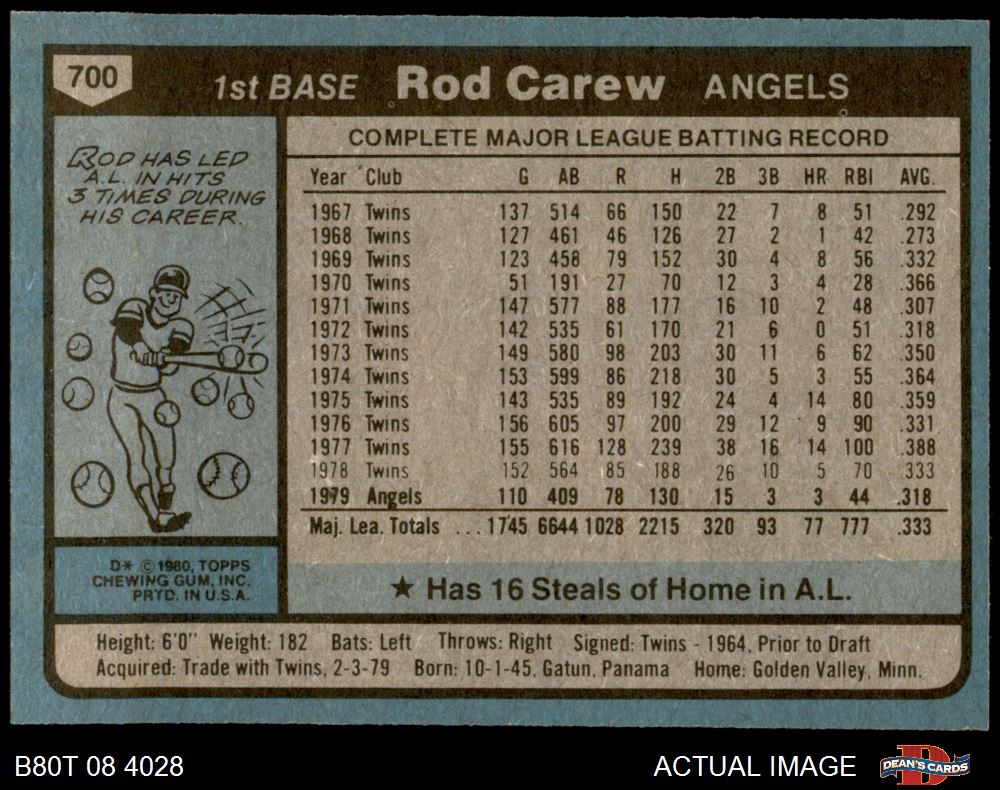 700
1st BASE Rod Carew ANGELS
ROD HAS LED
A.L. IN HITS
3 TIMES DURING
HIS CAREER.
COMPLETE MAJOR LEAGUE BATTING RECORD
Year Club G AB R H 2B 3B HR RBI AVG.
1967 Twins 137 514 66 150 22 7 8 51 .292
1968 Twins 127 461 46 126 27 2 1 42 .273
1969 Twins 123 458 79 152 30 4 8 56 .332
1970 Twins 51 191 27 70 12 3 4 28 .366
1971 Twins 147 577 88 177 16 10 2 48 .307
1972 Twins 142 535 61 170 21 6 0 51 .318
1973 Twins 149 580 98 203 30 11 6 62 .350
1974 Twins 153 599 86 218 30 5 3 55 .364
1975 Twins 143 535 89 192 24 4 14 80 .359
1976 Twins 156 605 97 200 29 12 9 90 .331
1977 Twins 155 616 128 239 38 16 14 100 .388
1978 Twins 152 564 85 188 26 10 5 70 .333
1979 Angels 110 409 78 130 15 3 3 44 .318
Maj. Lea. Totals ...1745 6644 1028 2215 320 93 77 777 .333
D* © 1980, TOPPS
CHEWING GUM, INC.
PRTD. IN U.S.A.
★ Has 16 Steals of Home in A.L.
Height: 6'0" Weight: 182 Bats: Left Throws: Right Signed: Twins - 1964, Prior to Draft
Acquired: Trade with Twins, 2-3-79 Born: 10-1-45, Gatun, Panama Home: Golden Valley, Minn.
B80T 08 4028
ACTUAL IMAGE
D
DEAN'S CARDS